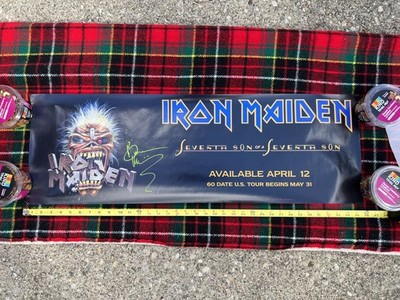 IRON MAIDEN
SEVENTH SON OF A SEVENTH SON
IRON
MAIDEN
AVAILABLE APRIL 12
60 DATE U.S. TOUR BEGINS MAY 31